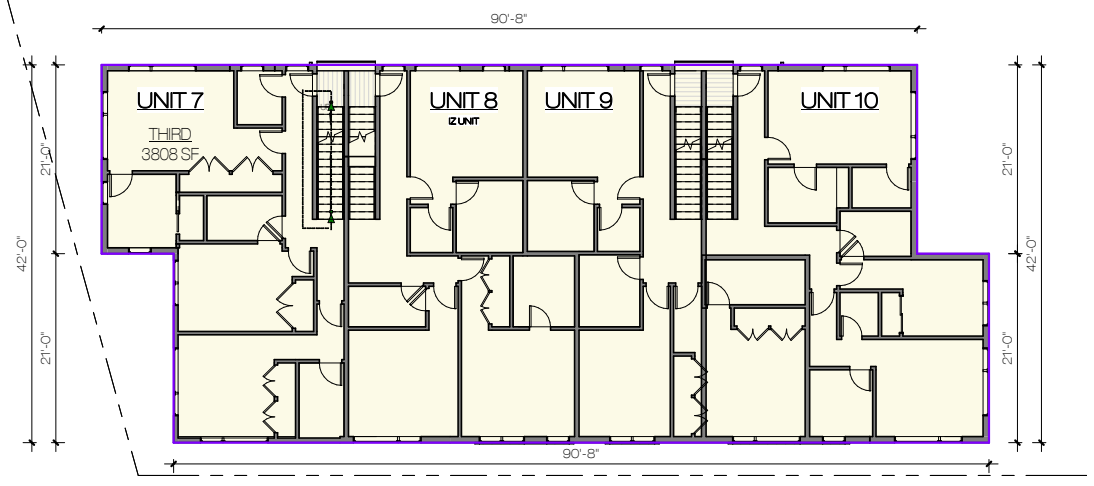 90'-8"
UNIT 7
UNIT 8
UNIT 9
UNIT 10
IZ UNIT
THIRD
3808 SF
21'-0"
21'-0"
42'-0"
42'-0"
21'-0"
21'-0"
90'-8"